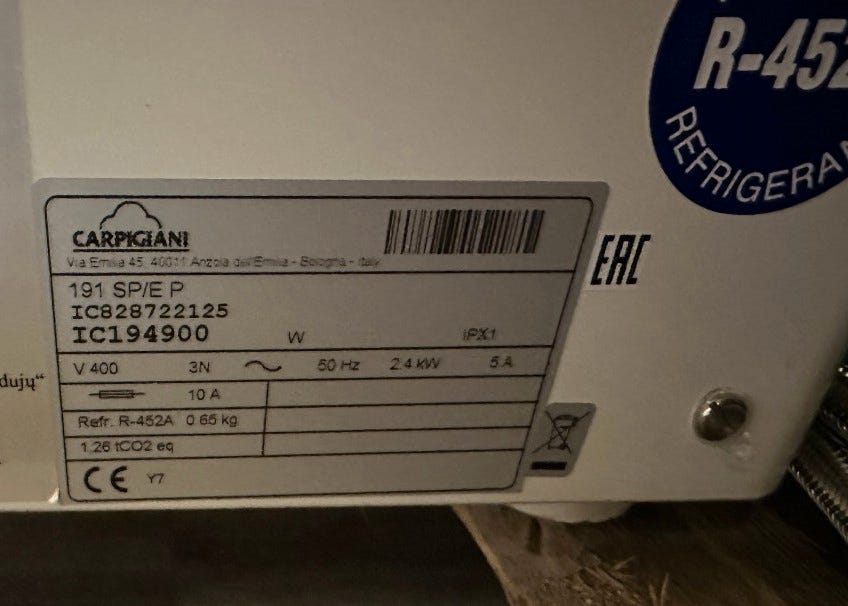 R-452
REFRIGERA
CARPIGIANI
Via Emilia 45, 40011 Anzola dell'Emilia - Bologna - Italy
EAC
191 SP/E P
IC828722125
IC194900 W IPX1
V 400 3N 50 Hz 2.4 kW 5 A
dujų“
10 A
Refr. R-452A 0.65 kg
1.26 tCO2 eq
CE Y7